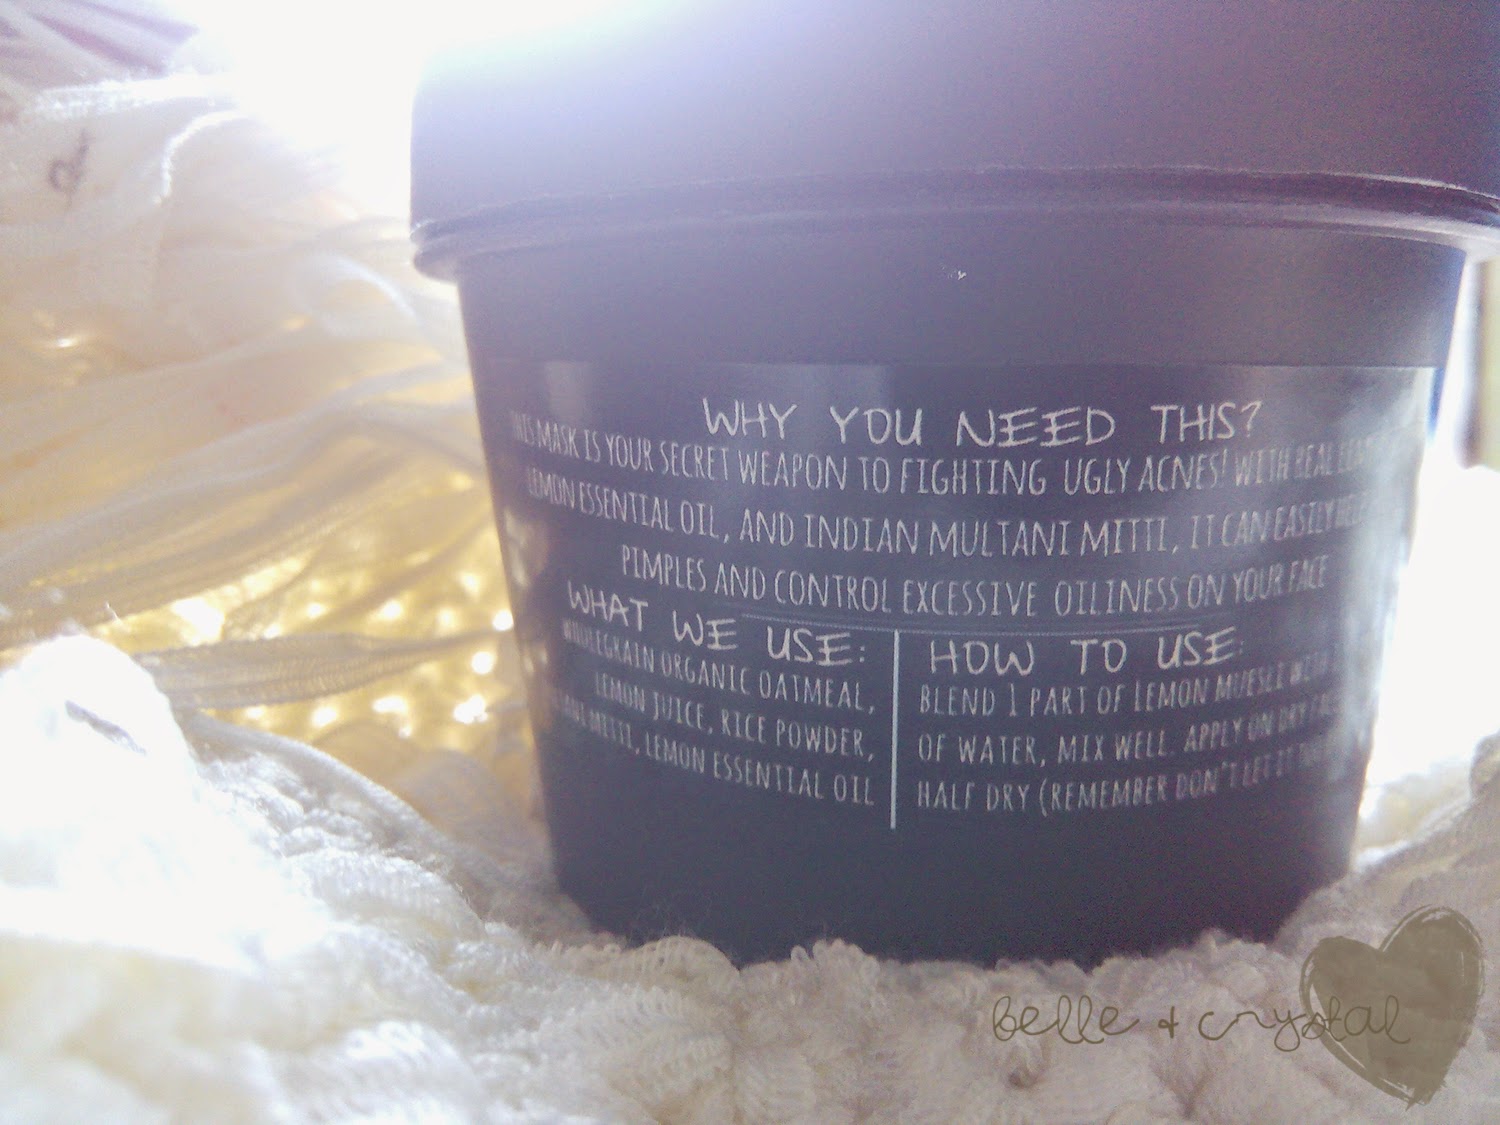 WHY YOU NEED THIS?
THIS MASK IS YOUR SECRET WEAPON TO FIGHTING UGLY ACNES! WITH REAL
LEMON ESSENTIAL OIL, AND INDIAN MULTANI MITTI, IT CAN EASILY
PIMPLES AND CONTROL EXCESSIVE OILINESS ON YOUR FACE
WHAT WE USE:
WHOLEGRAIN ORGANIC OATMEAL,
LEMON JUICE, RICE POWDER,
MITTI, LEMON ESSENTIAL OIL
HOW TO USE:
BLEND 1 PART OF LEMON MUESLI WITH
OF WATER, MIX WELL. APPLY ON DRY
HALF DRY (REMEMBER DON'T LET IT
belle + crystal